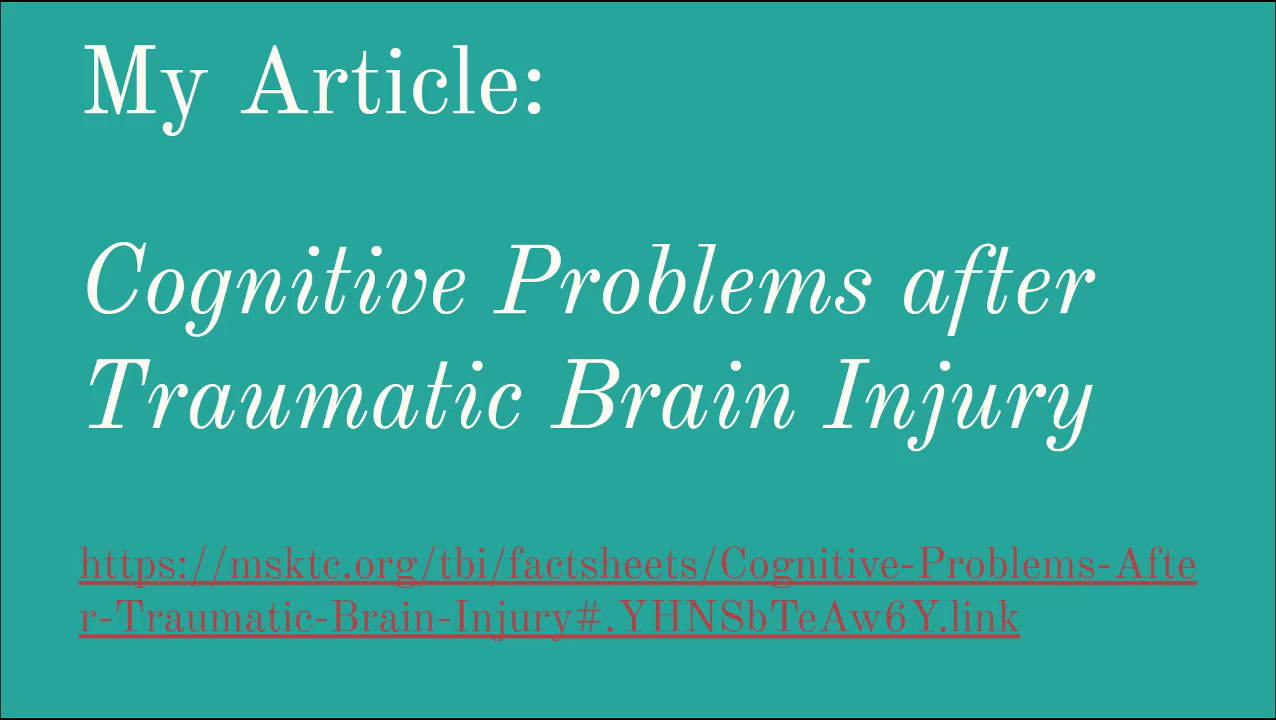 My Article:
Cognitive Problems after
Traumatic Brain Injury
https://msktc.org/tbi/factsheets/Cognitive-Problems-Afte
r-Traumatic-Brain-Injury#.YHNSbTeAw6Y.link